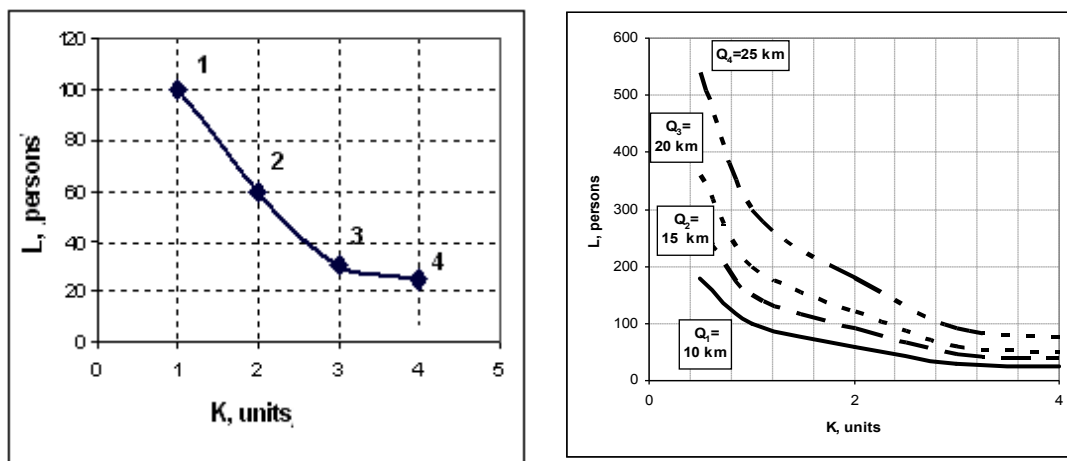 120
100
80
60
40
20
0
0 1 2 3 4 5
1
2
3
4
L, persons
K, units
600
500
400
300
200
100
0
0 2 4
Q4=25 km
Q3=
20 km
Q2=
15 km
Q1=
10 km
L, persons
K, units